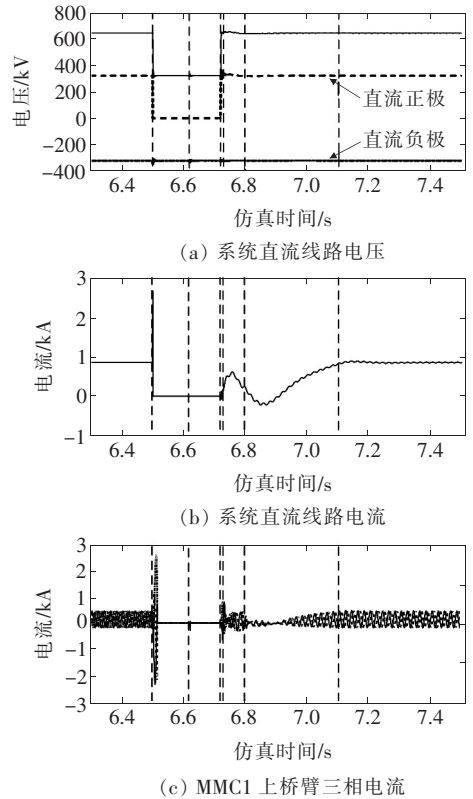 800
600
400
200
0
-200
-400
电压/kV
直流正极
直流负极
6.4 6.6 6.8 7.0 7.2 7.4
仿真时间/s
(a) 系统直流线路电压
3
2
1
0
-1
电流/kA
6.4 6.6 6.8 7.0 7.2 7.4
仿真时间/s
(b) 系统直流线路电流
3
2
1
0
-1
-2
-3
电流/kA
6.4 6.6 6.8 7.0 7.2 7.4
仿真时间/s
(c) MMC1 上桥臂三相电流